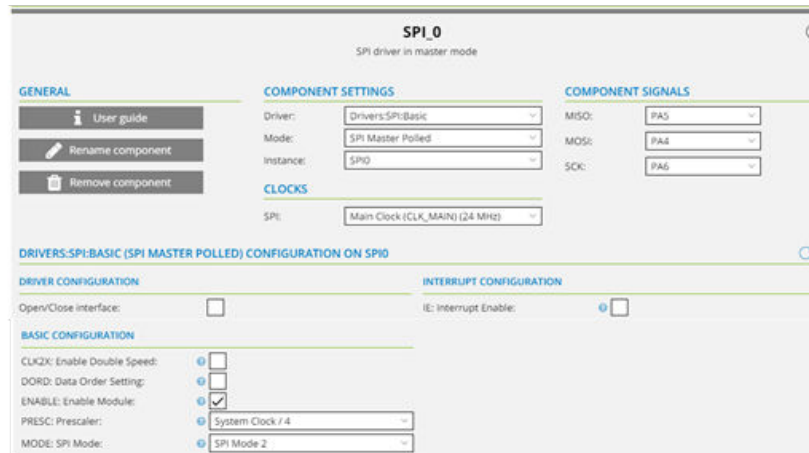 SPI_0
SPI driver in master mode
GENERAL
User guide
Rename component
Remove component
COMPONENT SETTINGS
Driver: Drivers:SPI:Basic
Mode: SPI Master Polled
Instance: SPI0
CLOCKS
SPI: Main Clock (CLK_MAIN) (24 MHz)
COMPONENT SIGNALS
MISO: PA5
MOSI: PA4
SCK: PA6
DRIVERS:SPI:BASIC (SPI MASTER POLLED) CONFIGURATION ON SPI0
DRIVER CONFIGURATION
Open/Close interface:
INTERRUPT CONFIGURATION
IE: Interrupt Enable:
BASIC CONFIGURATION
CLK2X: Enable Double Speed:
DORD: Data Order Setting:
ENABLE: Enable Module:
PRESC: Prescaler: System Clock / 4
MODE: SPI Mode: SPI Mode 2